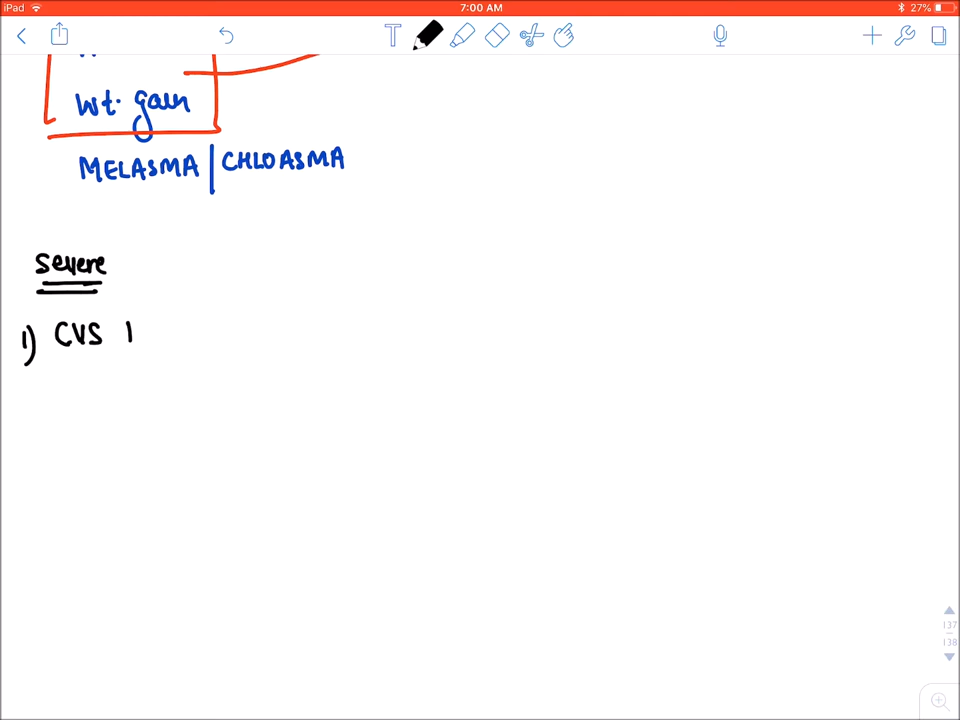 iPad 7:00 AM 27%
T
Wt. gain
MELASMA | CHLOASMA
Severe
1) CVS
137
138